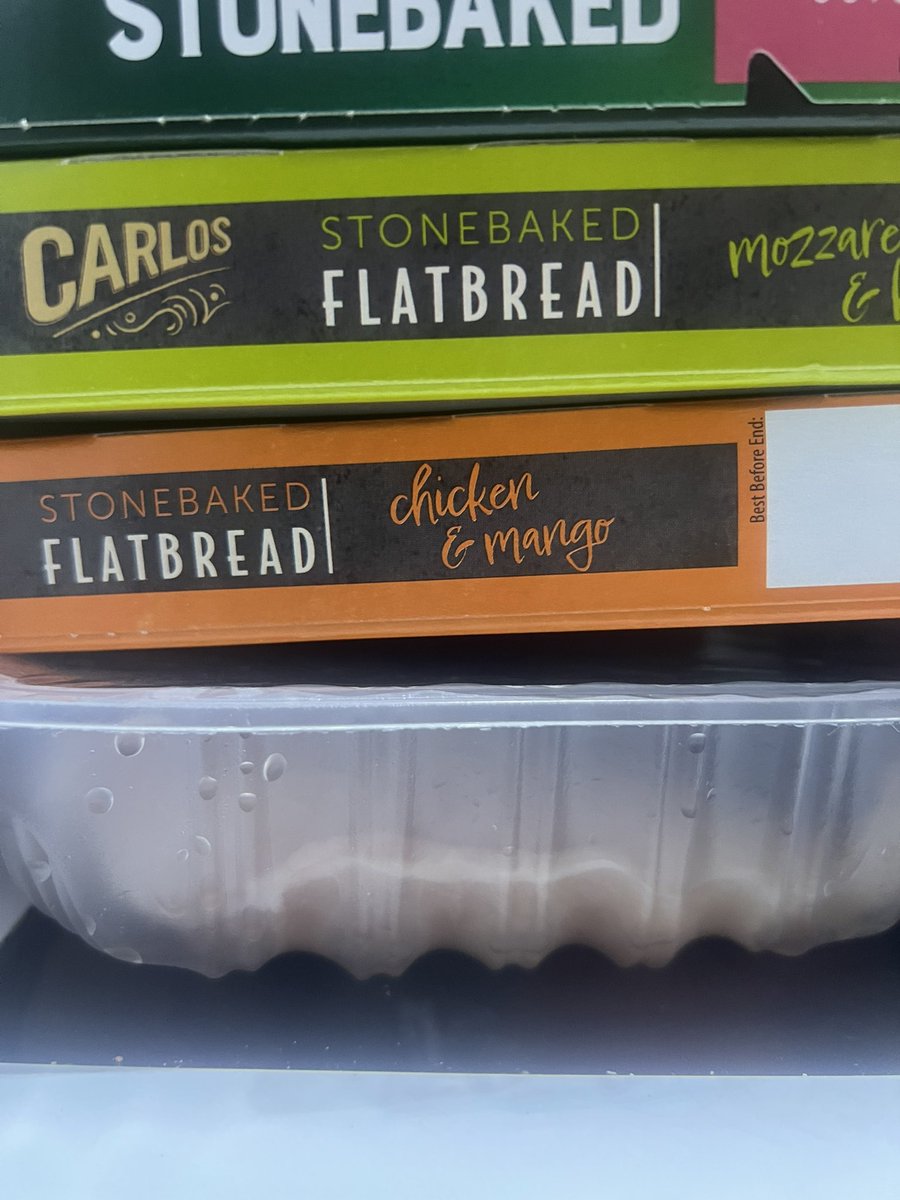 STONEBAKED
CARLOS
STONEBAKED
FLATBREAD
&
STONEBAKED
FLATBREAD
chicken
& mango
Best Before End: